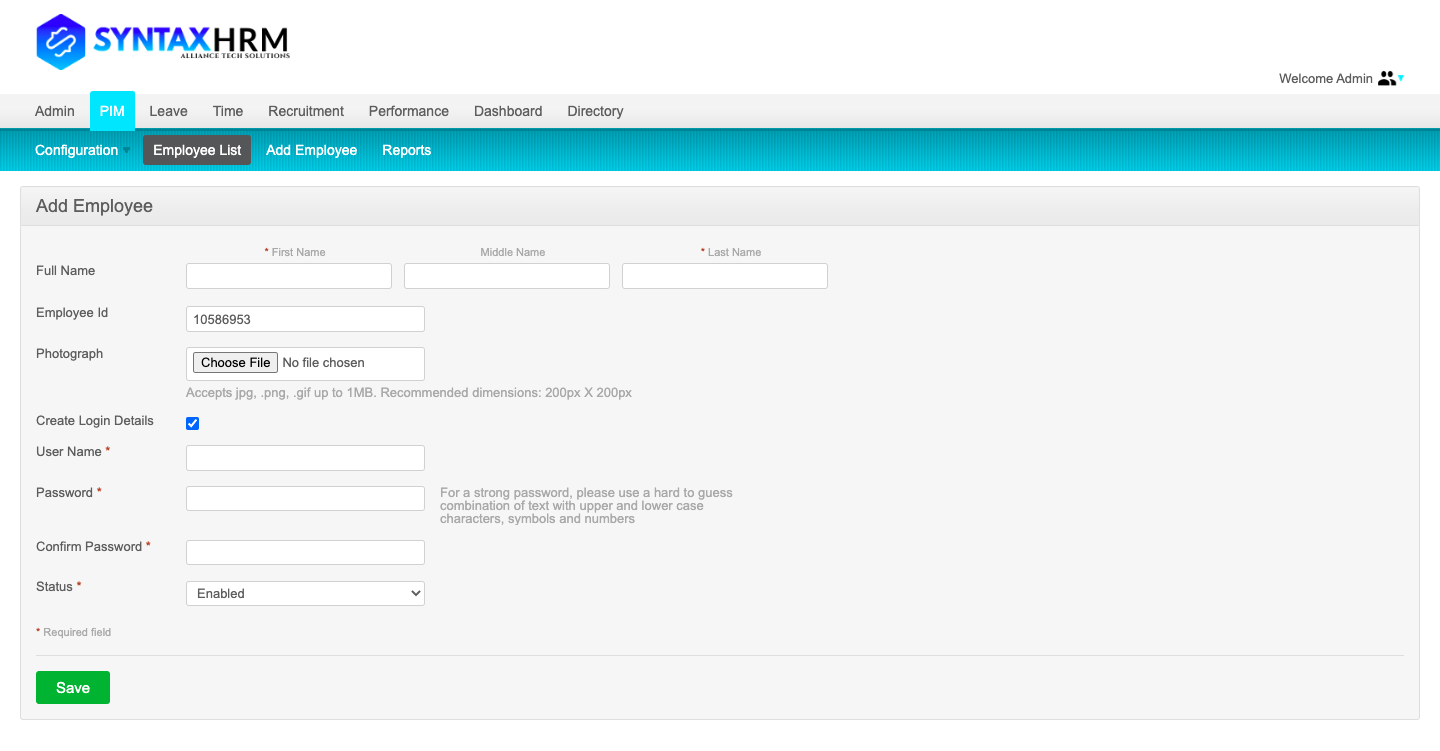 SYNTAXHRM
ALLIANCE TECH SOLUTIONS
Welcome Admin
Admin PIM Leave Time Recruitment Performance Dashboard Directory
Configuration Employee List Add Employee Reports
Add Employee
* First Name Middle Name * Last Name
Full Name
Employee Id 10586953
Photograph Choose File No file chosen
Accepts jpg, .png, .gif up to 1MB. Recommended dimensions: 200px X 200px
Create Login Details
User Name *
Password * For a strong password, please use a hard to guess
combination of text with upper and lower case
characters, symbols and numbers
Confirm Password *
Status * Enabled
* Required field
Save